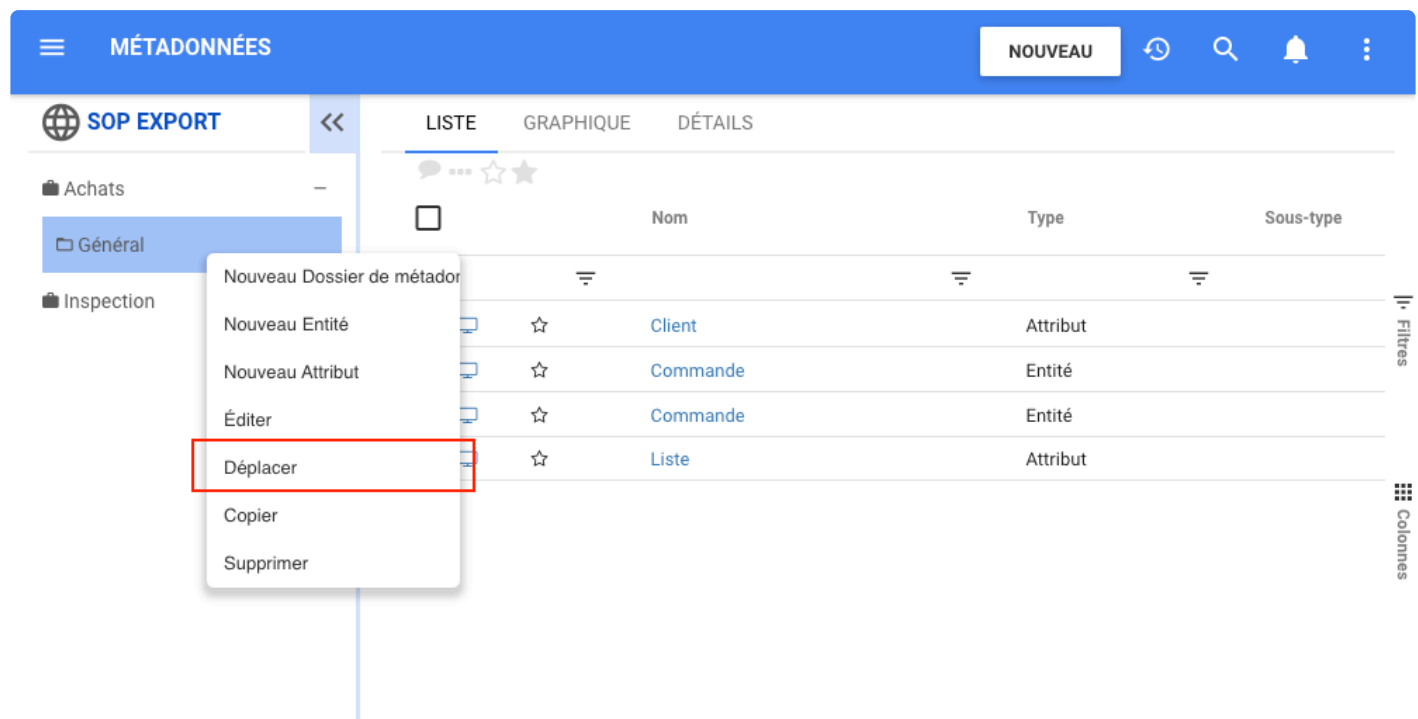 MÉTADONNÉES
NOUVEAU
SOP EXPORT
LISTE GRAPHIQUE DÉTAILS
Achats
Général
Inspection
Nouveau Dossier de métador
Nouveau Entité
Nouveau Attribut
Éditer
Déplacer
Copier
Supprimer
Nom Type Sous-type
Client Attribut
Commande Entité
Commande Entité
Liste Attribut
Filtres
Colonnes